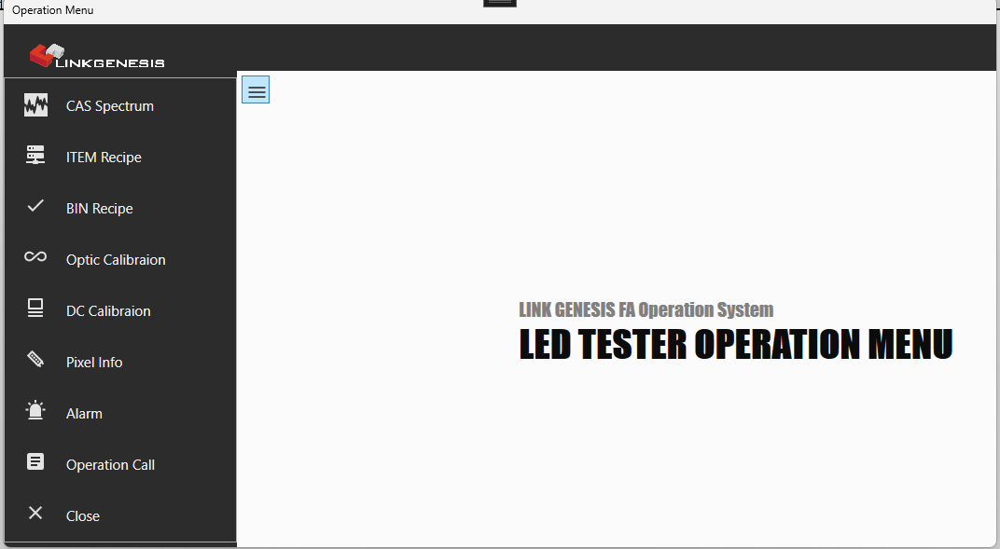 Operation Menu
LINKGENESIS
CAS Spectrum
ITEM Recipe
BIN Recipe
Optic Calibraion
DC Calibraion
Pixel Info
Alarm
Operation Call
Close
LINK GENESIS FA Operation System
LED TESTER OPERATION MENU